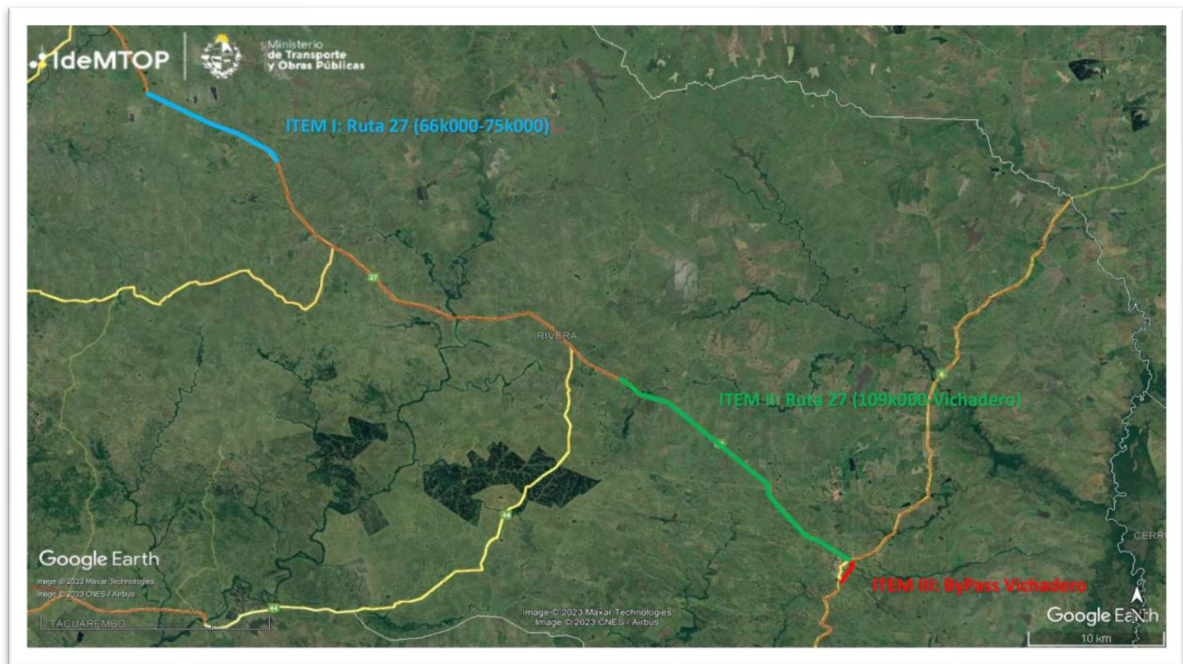 IdeMTOP
Ministerio
de Transporte
y Obras Públicas
ITEM I: Ruta 27 (66k000-75k000)
27
RIVERA
ITEM II: Ruta 27 (109k000-Vichadero)
6
44
CERRO
ITEM III: ByPass Vichadero
Google Earth
Image © 2023 Maxar Technologies
Image © 2023 CNES / Airbus
44
TACUAREMBO
Image © 2023 Maxar Technologies
Image © 2023 CNES / Airbus
Google Earth
10 km